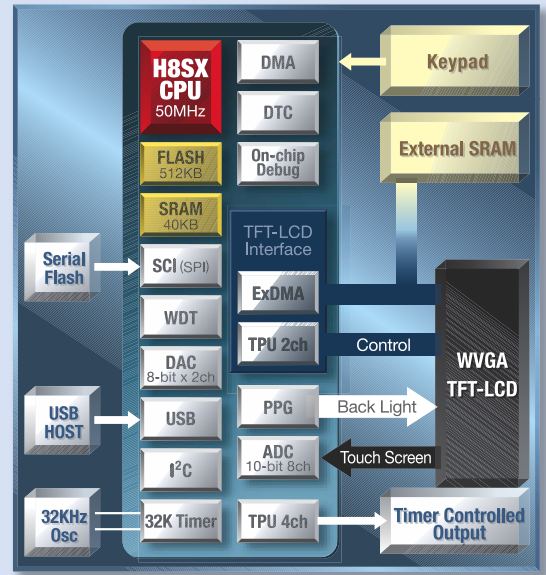 H8SX
CPU
50MHz
DMA
Keypad
DTC
FLASH
512KB
On-chip
Debug
External SRAM
SRAM
40KB
TFT-LCD
Interface
Serial
Flash
SCI (SPI)
ExDMA
WDT
TPU 2ch
Control
WVGA
TFT-LCD
DAC
8-bit x 2ch
USB
HOST
USB
PPG
Back Light
I²C
ADC
10-bit 8ch
Touch Screen
32KHz
Osc
32K Timer
TPU 4ch
Timer Controlled
Output